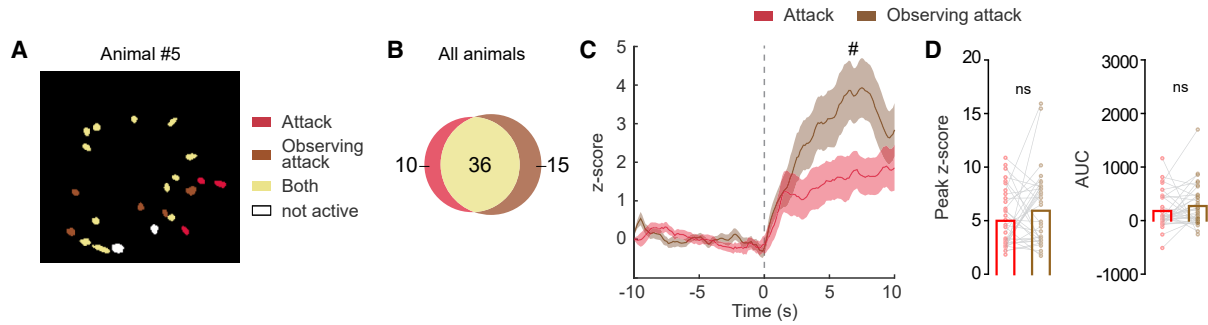 Attack
Observing attack
A
Animal #5
Attack
Observing
attack
Both
not active
B
All animals
10
36
15
C
#
z-score
5
4
3
2
1
0
-10
-5
0
5
10
Time (s)
D
ns
Peak z-score
20
15
10
5
0
ns
AUC
3000
2000
1000
0
-1000